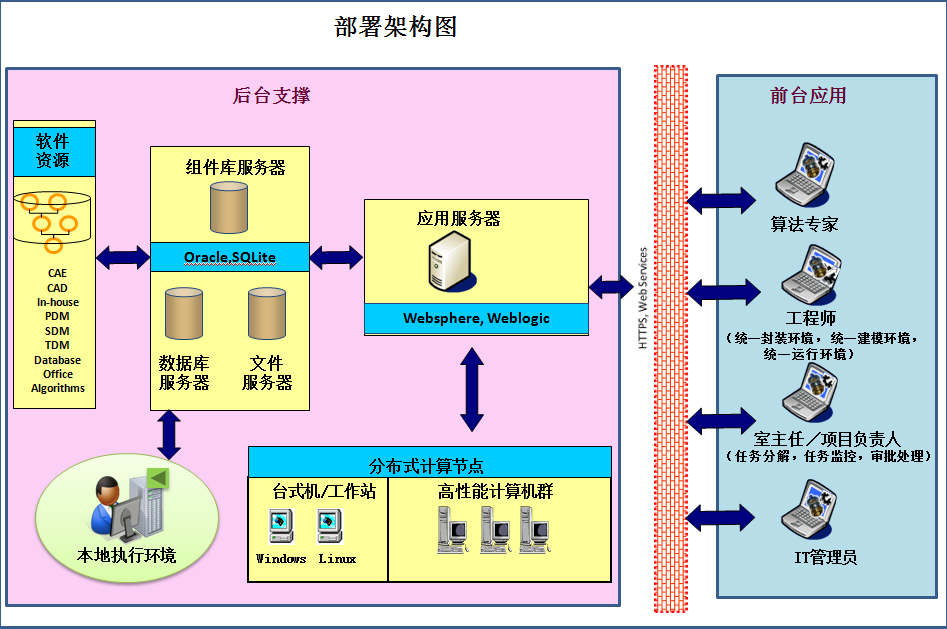 部署架构图
后台支撑
软件
资源
CAE
CAD
In-house
PDM
SDM
TDM
Database
Office
Algorithms
组件库服务器
Oracle,SQLite
数据库
服务器
文件
服务器
应用服务器
Websphere, Weblogic
本地执行环境
分布式计算节点
台式机/工作站
Windows
Linux
高性能计算机群
HTTPS, Web Services
前台应用
算法专家
工程师
（统一封装环境，统一建模环境，
统一运行环境）
室主任／项目负责人
（任务分解，任务监控，审批处理）
IT管理员